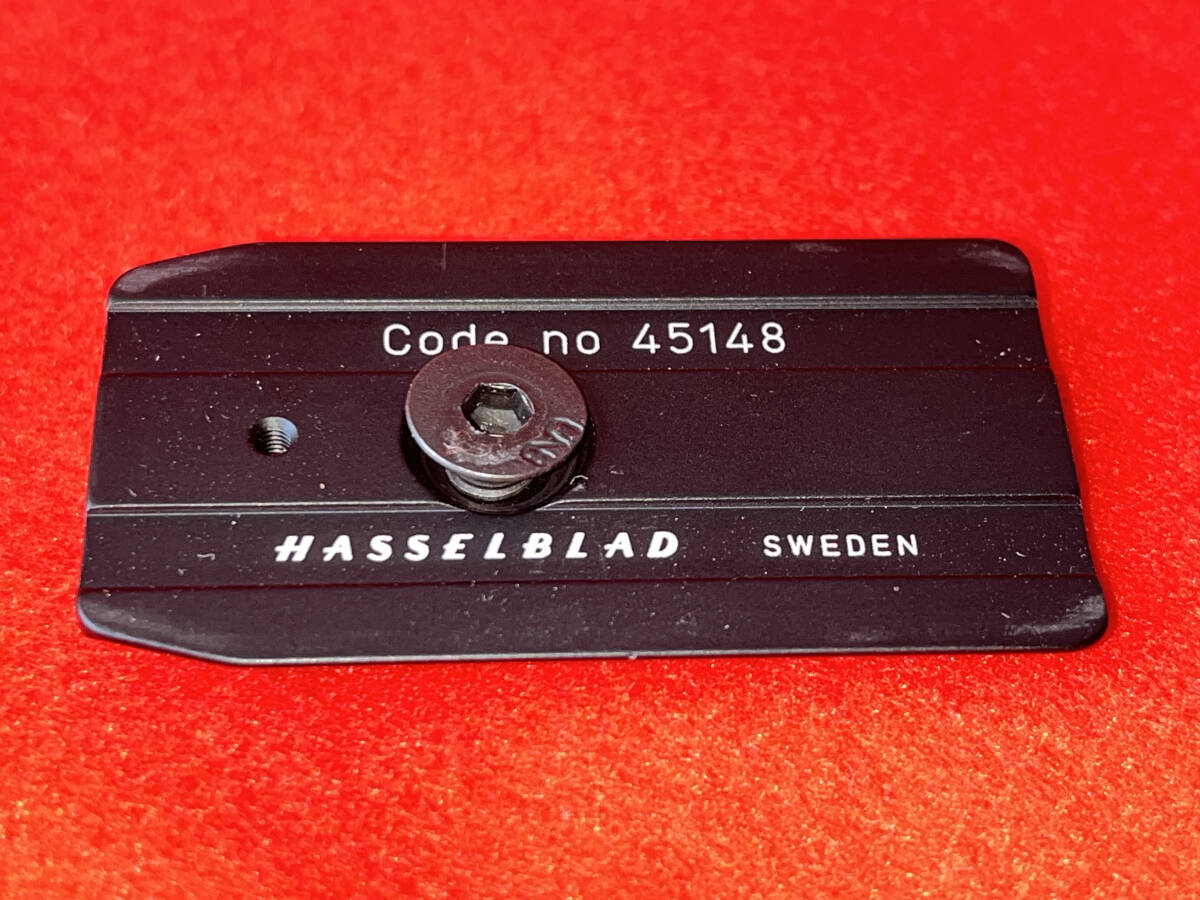 Code no 45148
HASSELBLAD SWEDEN